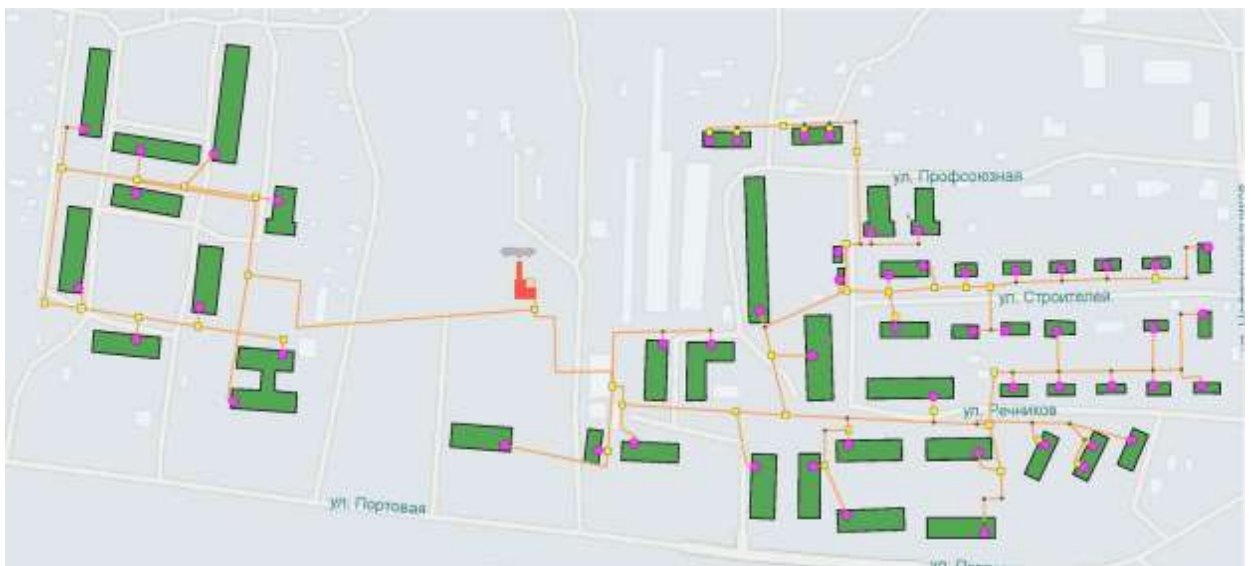 ул. Профсоюзная
ул. Строителей
ул. Речников
ул. Портовая